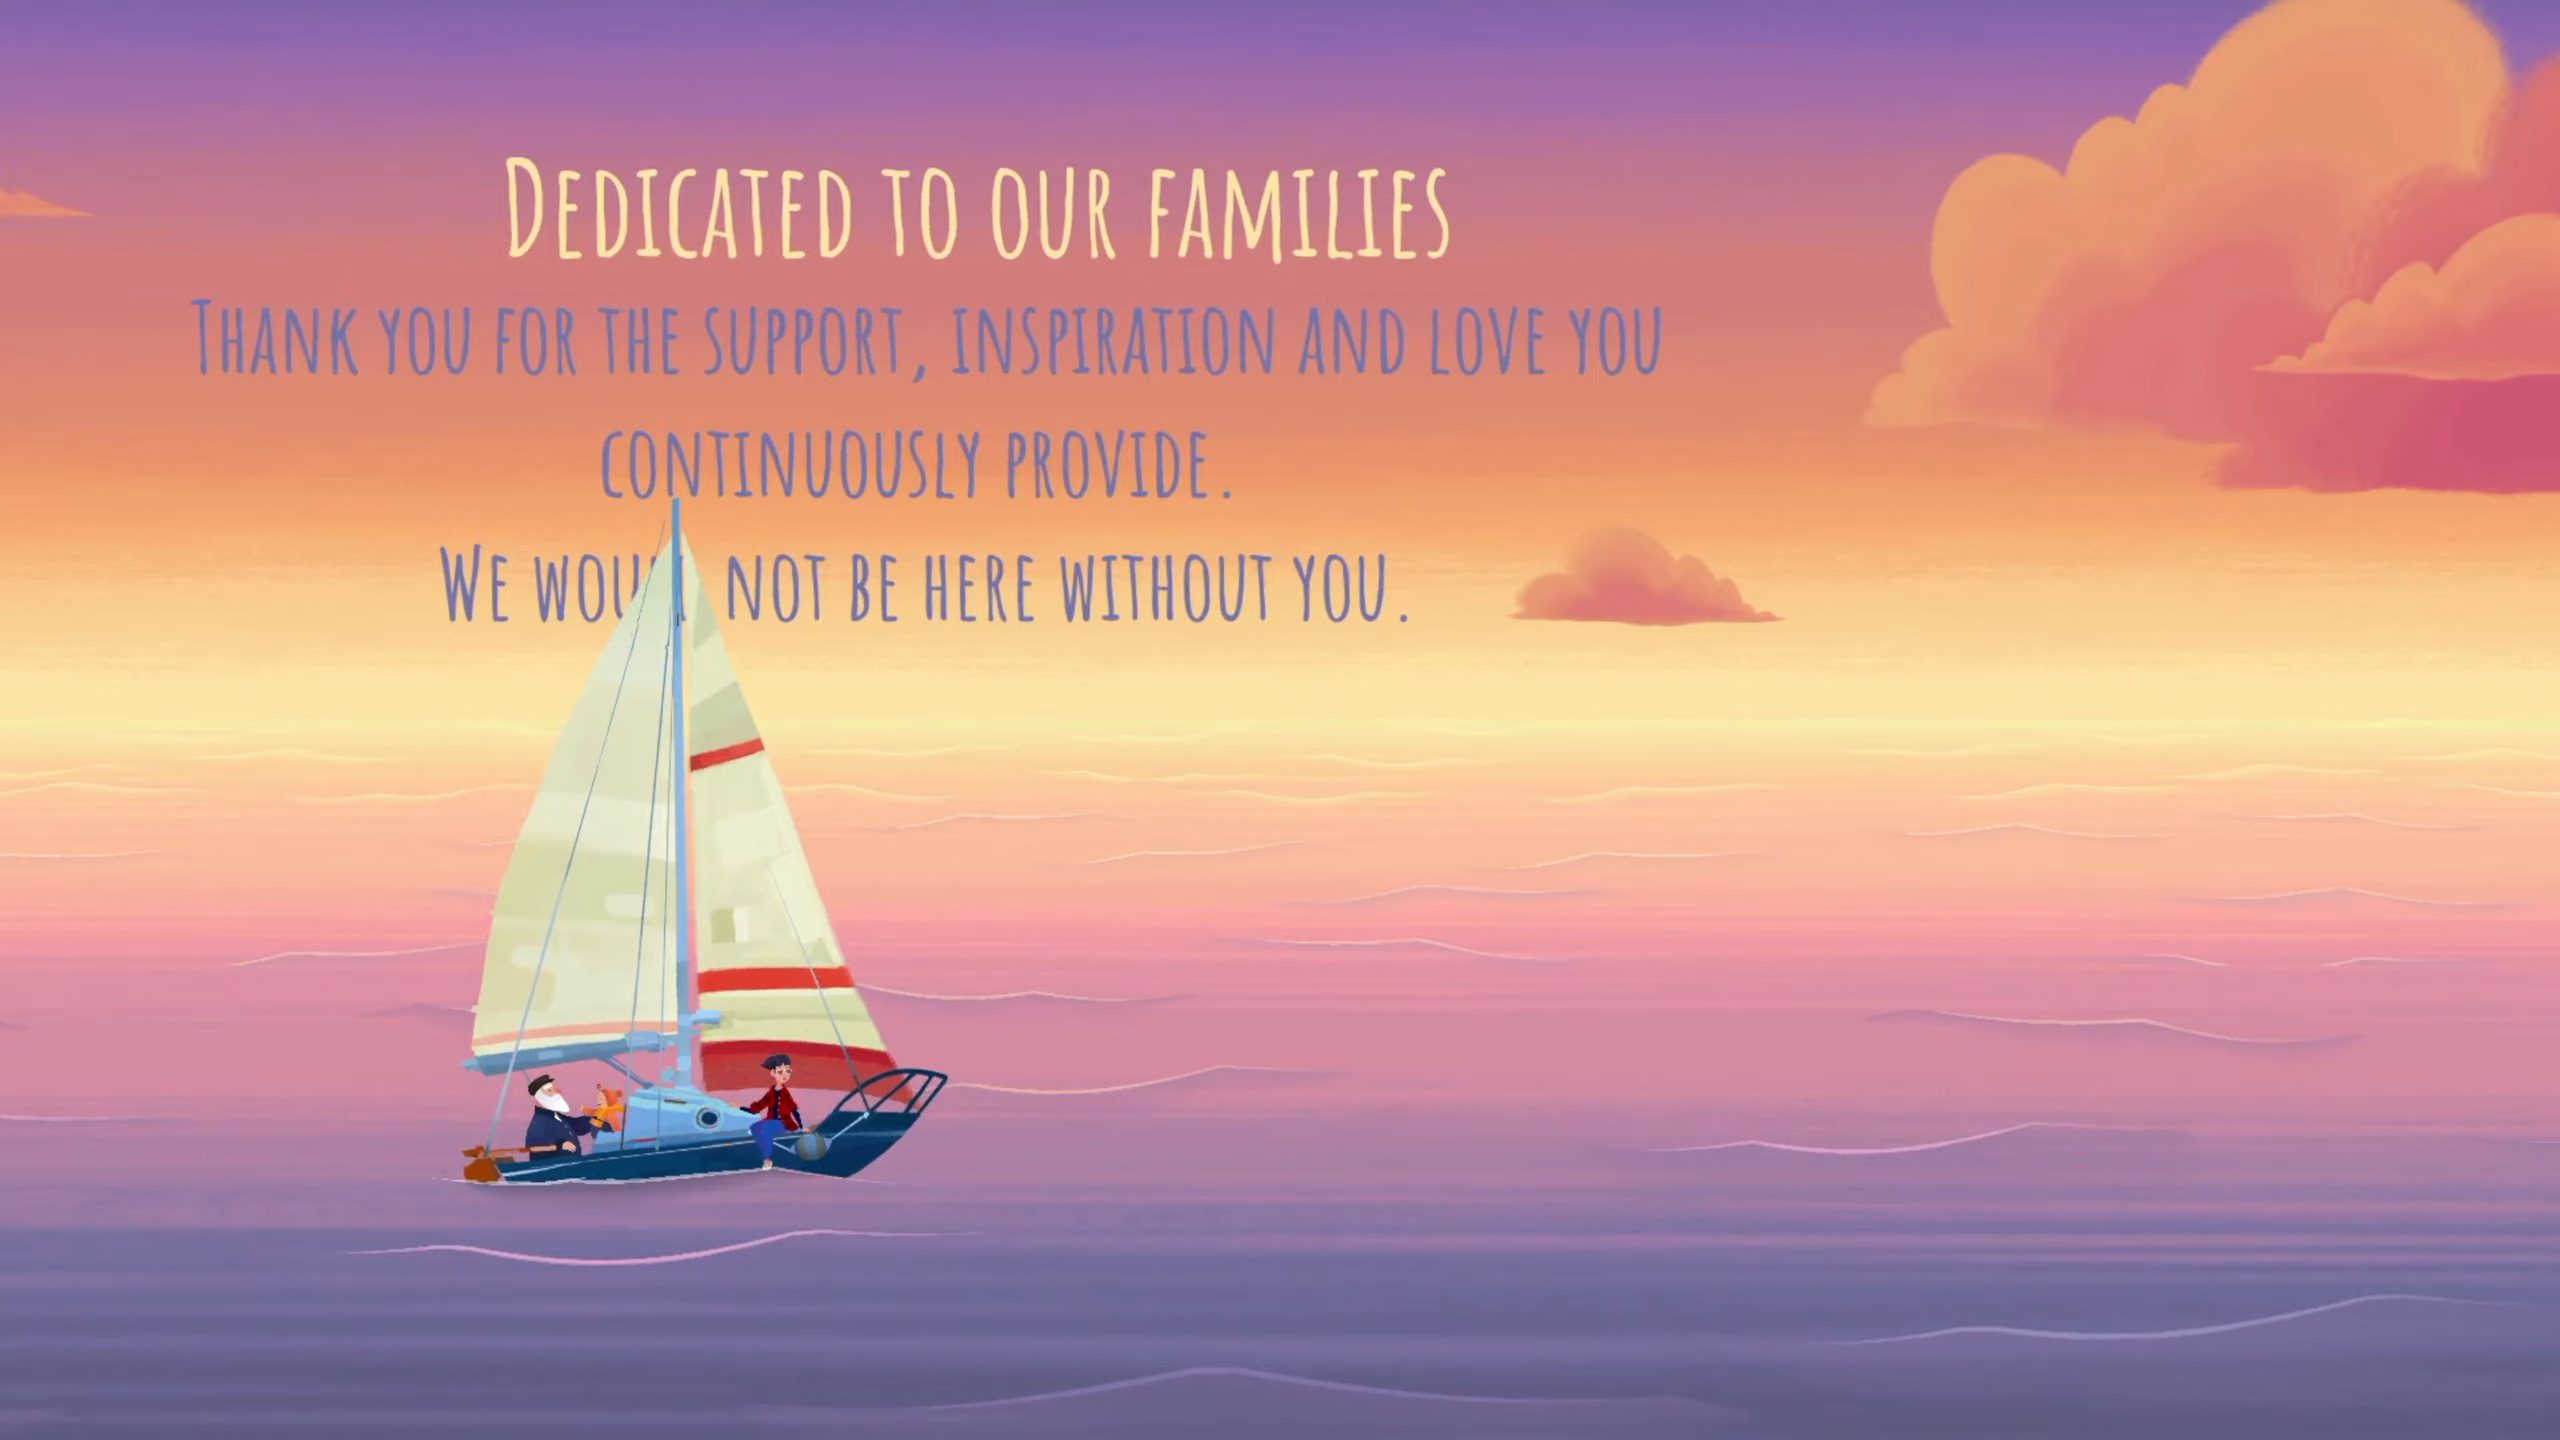 Dedicated to our families
Thank you for the support, inspiration and love you
continuously provide.
We would not be here without you.